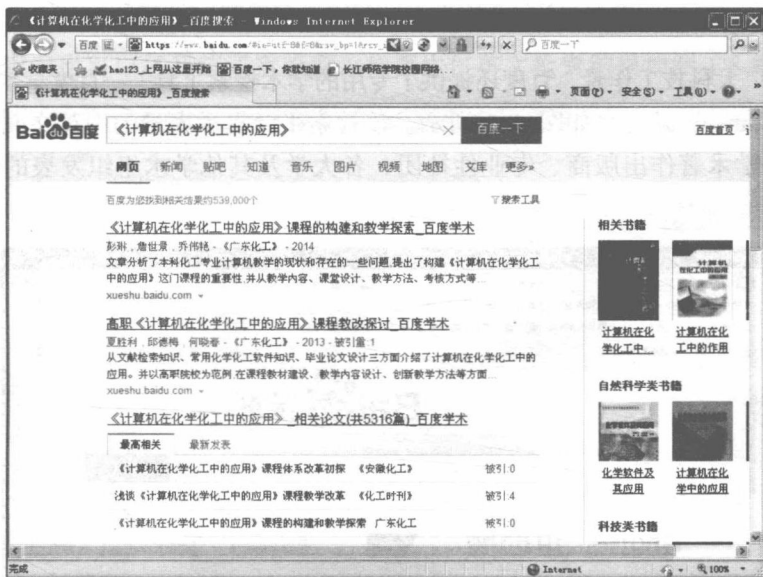 《计算机在化学化工中的应用》_百度搜索 - Windows Internet Explorer
百度 https://www.baidu.com/ 百度一下
收藏夹 hao123_上网从这里开始 百度一下，你就知道 长江师范学院校园网络...
《计算机在化学化工中的应用》_百度搜索 页面(P) 安全(S) 工具(O)
Bai百度 《计算机在化学化工中的应用》 百度一下 百度首页
网页 新闻 贴吧 知道 音乐 图片 视频 地图 文库 更多»
百度为您找到相关结果约539,000个 搜索工具
《计算机在化学化工中的应用》课程的构建和教学探索_百度学术
彭琳，詹世景，乔伟艳 - 《广东化工》 - 2014
文章分析了本科化工专业计算机教学的现状和存在的一些问题,提出了构建《计算机在化学化工
中的应用》这门课程的重要性,并从教学内容、课堂设计、教学方法、考核方式等...
xueshu.baidu.com
高职《计算机在化学化工中的应用》课程教改探讨_百度学术
夏胜利，邱德梅，何晓春 - 《广东化工》 - 2013 - 被引量:1
从文献检索知识、常用化学化工软件知识、毕业论文设计三方面介绍了计算机在化学化工中的
应用。并以高职院校为范例,在课程教材建设、教学内容设计、创新教学方法等方面...
xueshu.baidu.com
《计算机在化学化工中的应用》_相关论文(共5316篇)_百度学术
最高相关 最新发表
《计算机在化学化工中的应用》课程体系改革初探 《安徽化工》 被引:0
浅谈《计算机在化学化工中的应用》课程教学改革 《化工时刊》 被引:4
《计算机在化学化工中的应用》课程的构建和教学探索 广东化工 被引:0
相关书籍
计算机在化
学化工中...
计算机在化
工中的作用
自然科学类书籍
化学软件及
其应用
计算机在化
学中的应用
科技类书籍
完成 Internet 100%